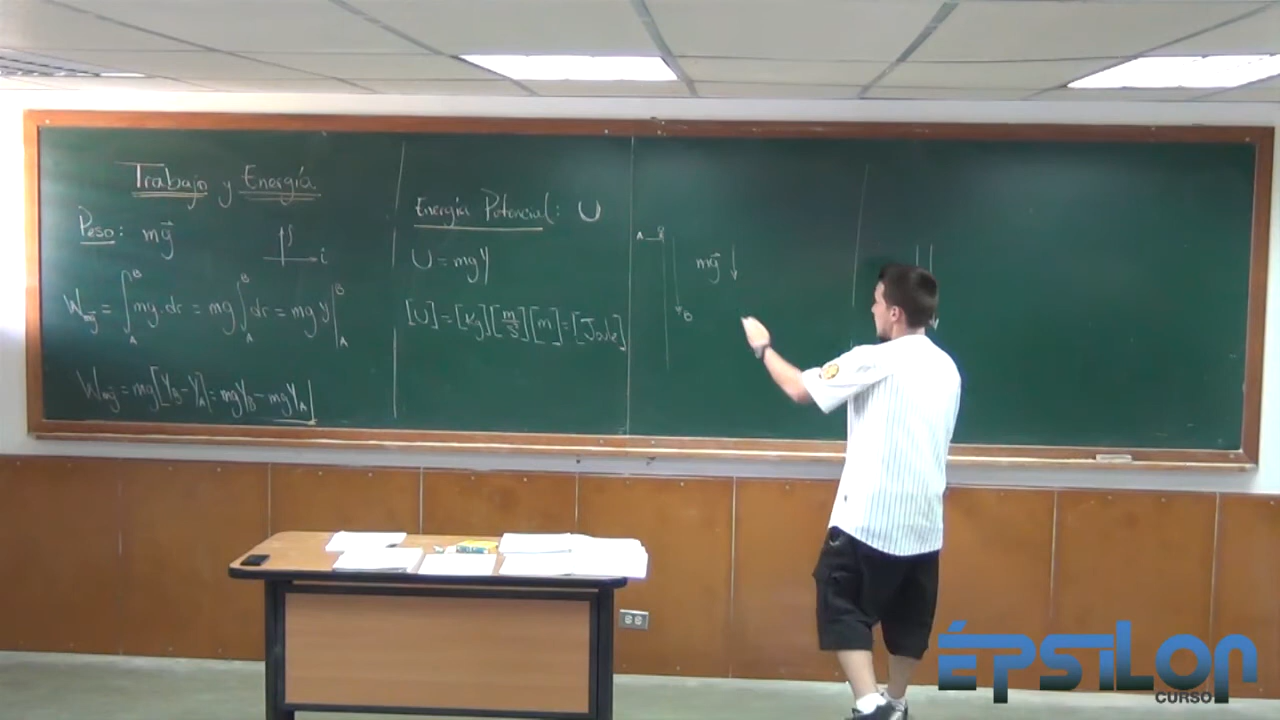 Trabajo y Energía
Peso: mg⃗
j
i
W_mg⃗ = ∫_A^B mg·dr = mg ∫_A^B dr = mg y |_A^B
W_mg⃗ = mg[Y_B - Y_A] = mgY_B - mgY_A
Energía Potencial: U
U = mgY
[U] = [Kg][m/S][m] = [Joule]
A
B
mg⃗
ÉPSILON
CURSO